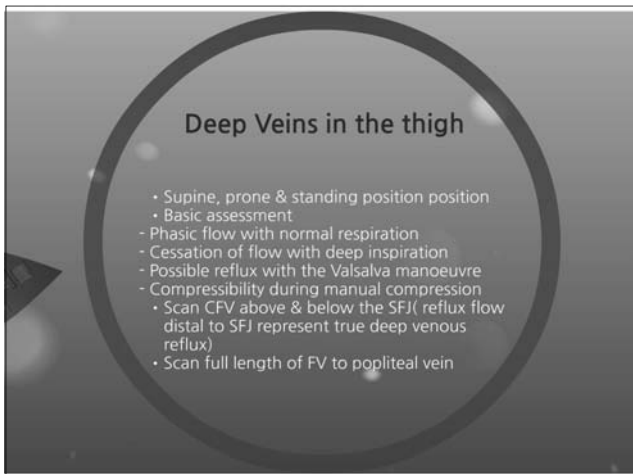 Deep Veins in the thigh
• Supine, prone & standing position position
• Basic assessment
- Phasic flow with normal respiration
- Cessation of flow with deep inspiration
- Possible reflux with the Valsalva manoeuvre
- Compressibility during manual compression
• Scan CFV above & below the SFJ( reflux flow
distal to SFJ represent true deep venous
reflux)
• Scan full length of FV to popliteal vein